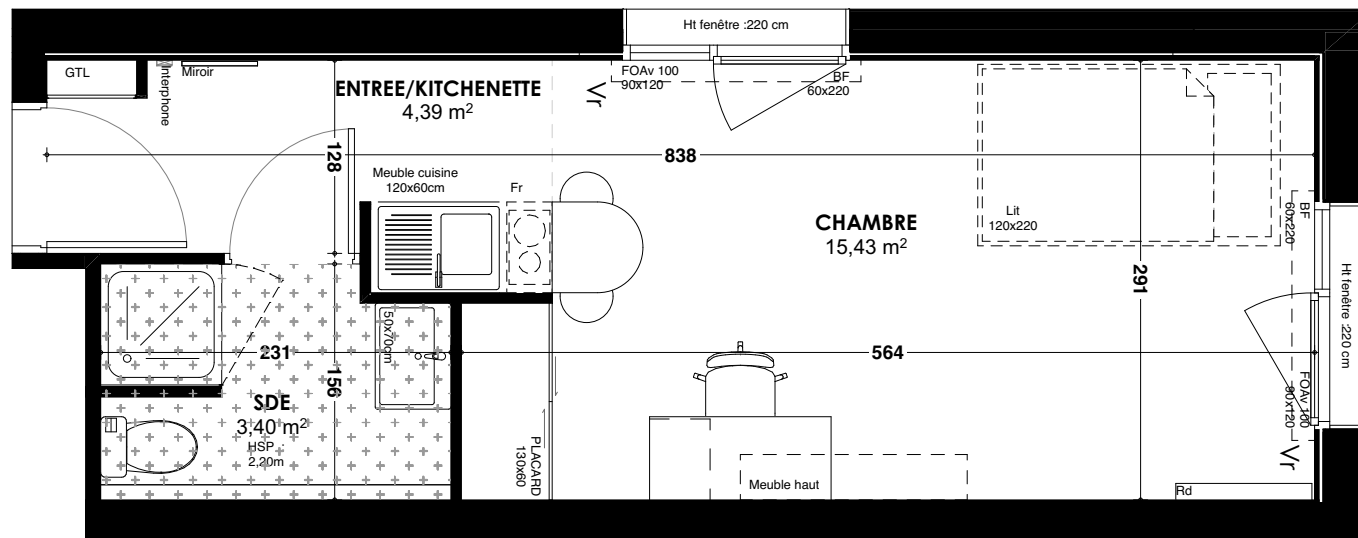 Ht fenêtre :220 cm
GTL
Interphone
Miroir
ENTREE/KITCHENETTE
4,39 m²
FOAv 100
90x120
Vr
BF
60x220
128
838
Meuble cuisine
120x60cm
Fr
CHAMBRE
15,43 m²
Lit
120x220
BF
60x220
291
Ht fenêtre :220 cm
50x70cm
231
156
564
SDE
3,40 m²
HSP :
2,20m
PLACARD
130x60
Meuble haut
FOAv 100
90x120
Vr
Rd